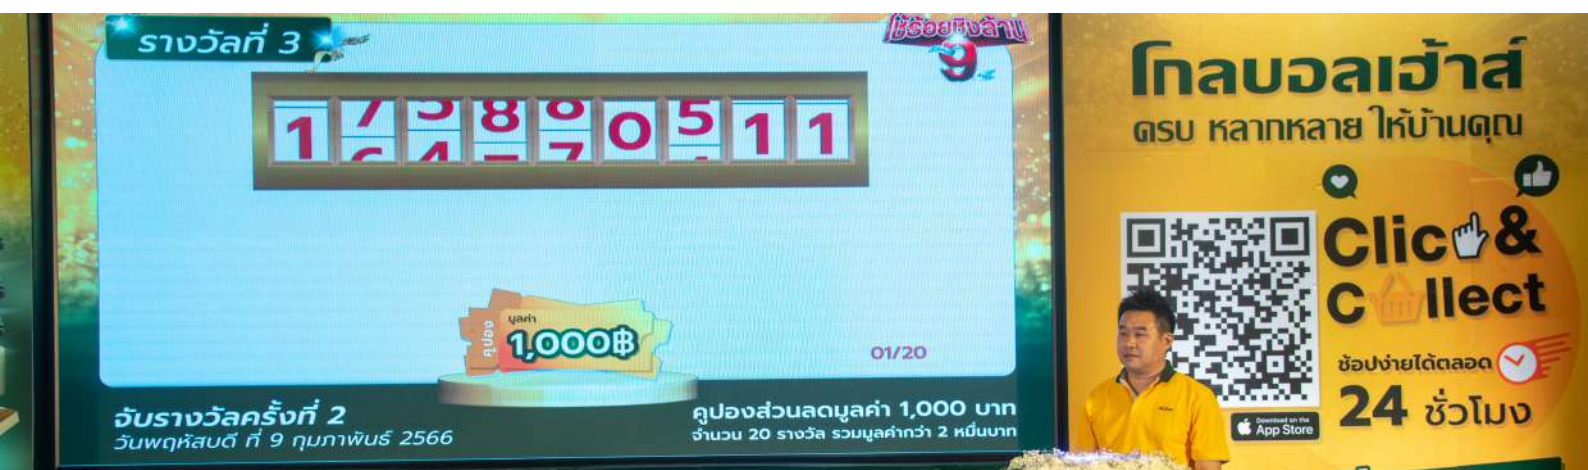 รางวัลที่ 3
ใช้ร้อยชิงล้าน
9
1 0 1 1
มูลค่า
คูปอง
1,000฿
01/20
จับรางวัลครั้งที่ 2
วันพฤหัสบดี ที่ 9 กุมภาพันธ์ 2566
คูปองส่วนลดมูลค่า 1,000 บาท
จำนวน 20 รางวัล รวมมูลค่ากว่า 2 หมื่นบาท
โกลบอลเฮ้าส์
ครบ หลากหลาย ให้บ้านคุณ
Click &
Collect
ช้อปง่ายได้ตลอด
24 ชั่วโมง
Download on the
App Store